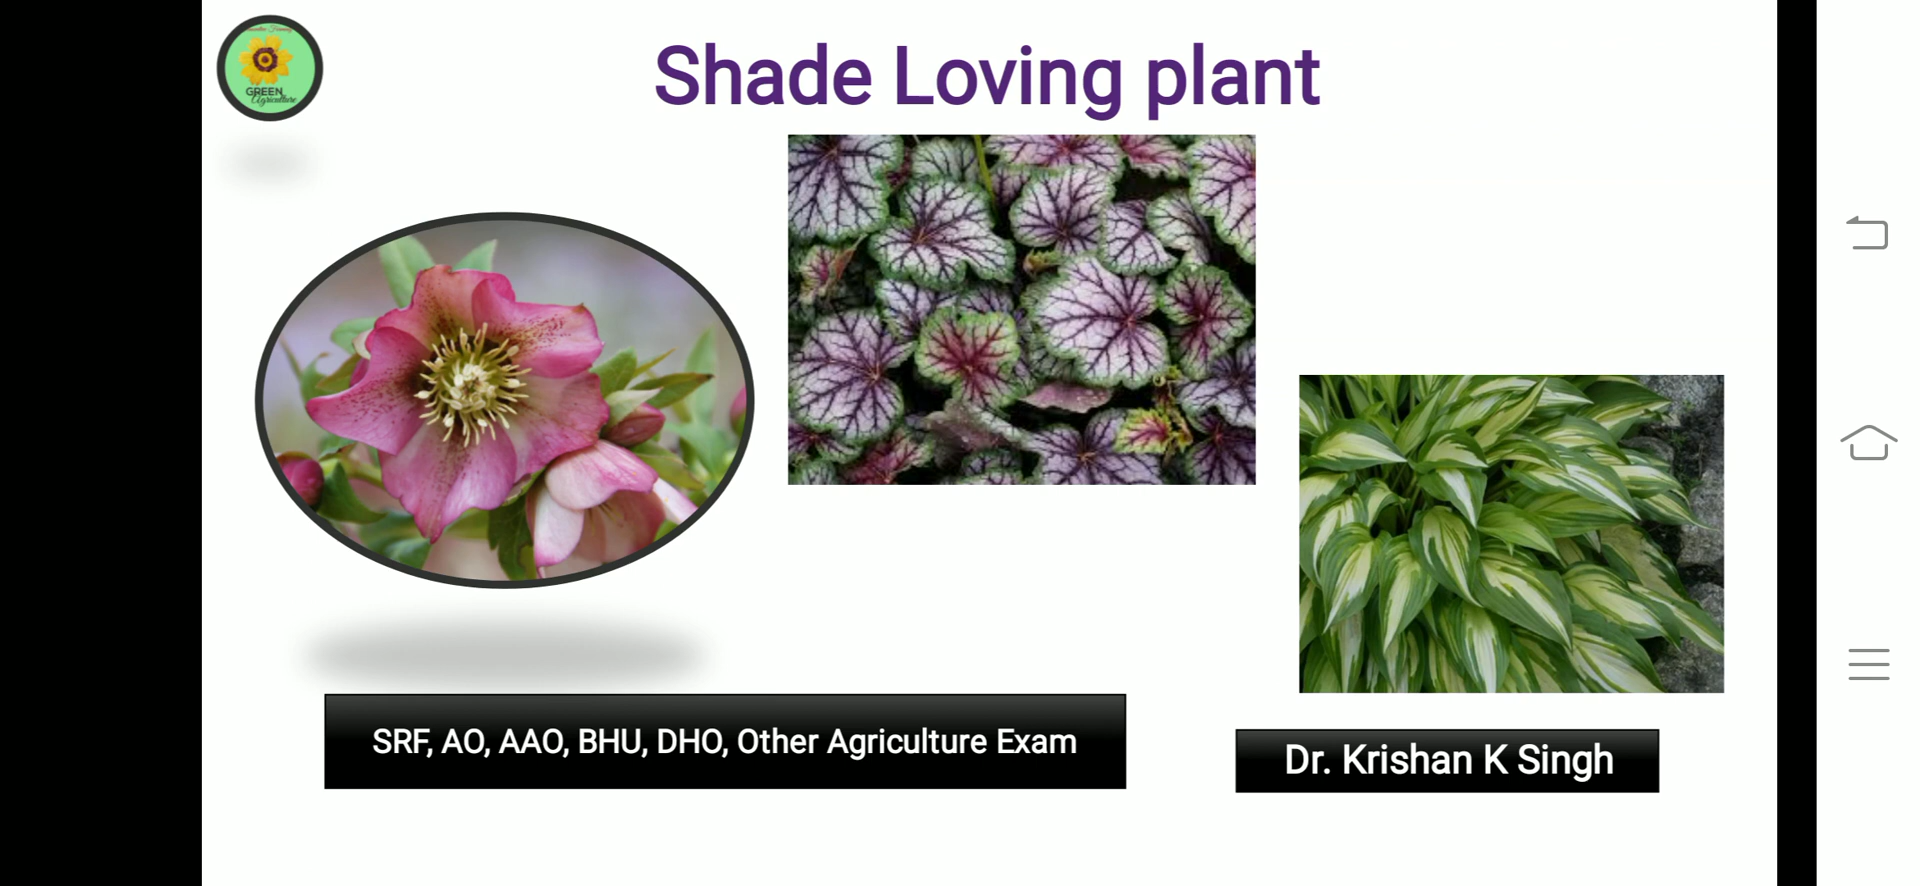 GREEN
Agriculture
Shade Loving plant
SRF, AO, AAO, BHU, DHO, Other Agriculture Exam
Dr. Krishan K Singh